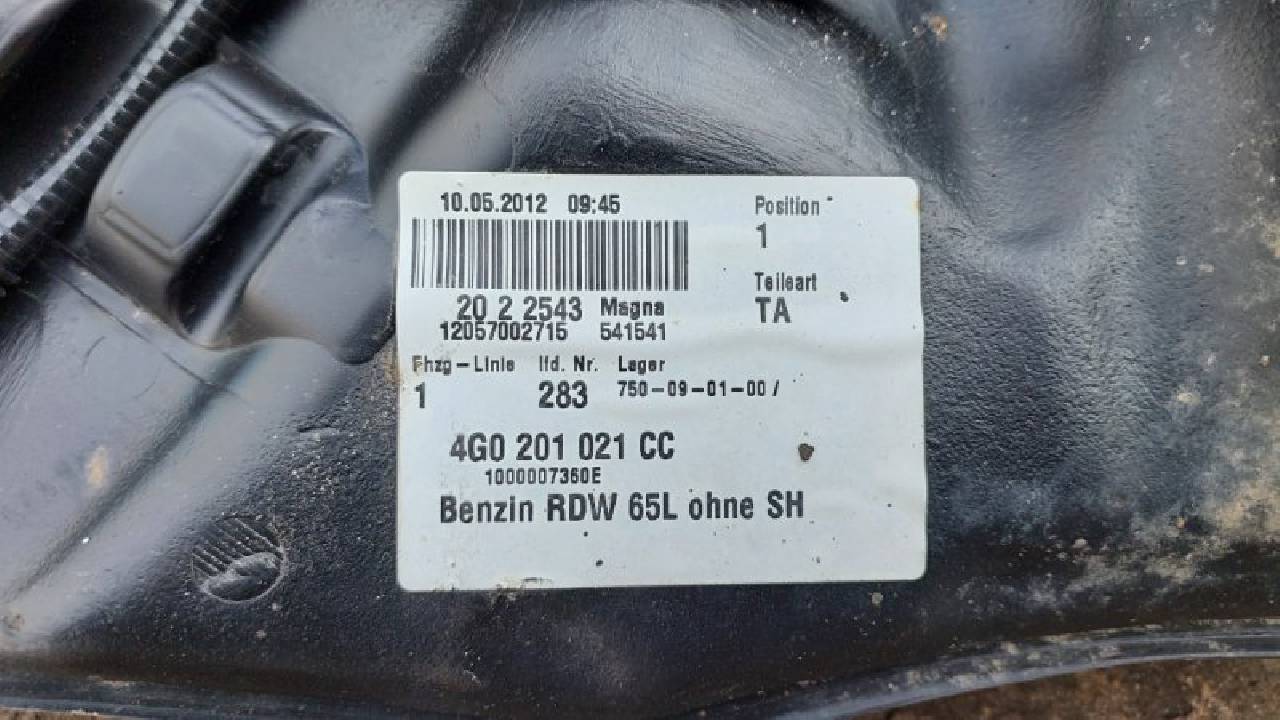 10.05.2012 09:45
Position
1
20 2 2543 Magna
12057002715 541541
Teileart
TA
Fhzg-Linie lfd. Nr. Lager
1 283 750-09-01-00 /
4G0 201 021 CC
1000007360E
Benzin RDW 65L ohne SH